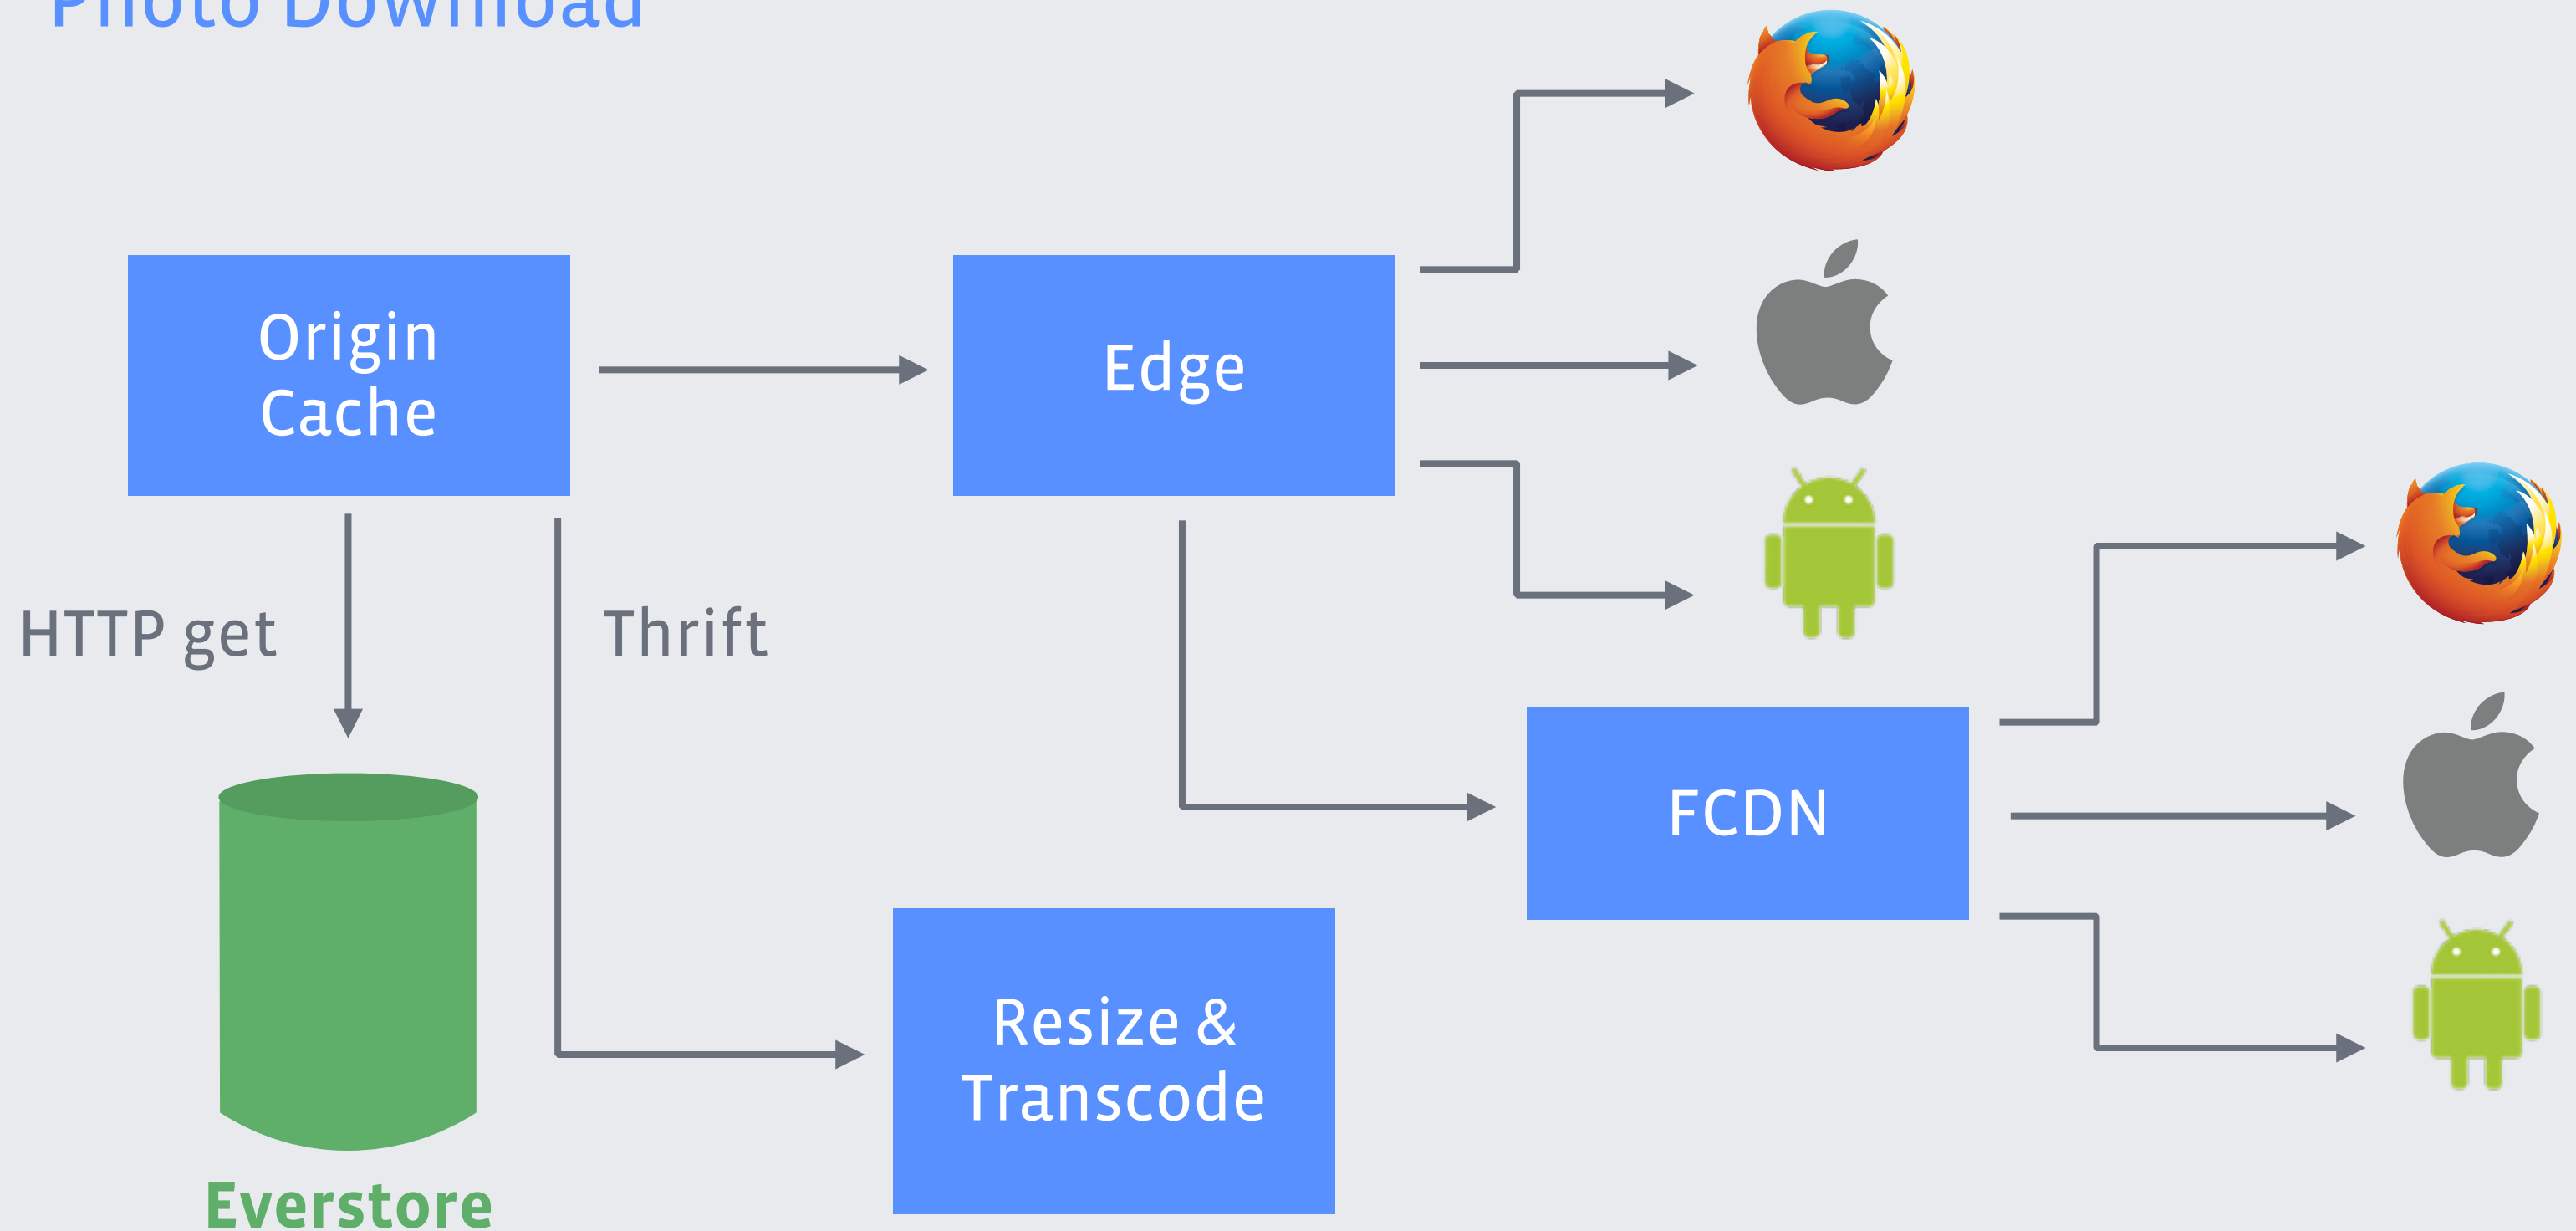 Photo Download
Origin
Cache
Edge
HTTP get
Thrift
FCDN
Resize &
Transcode
Everstore